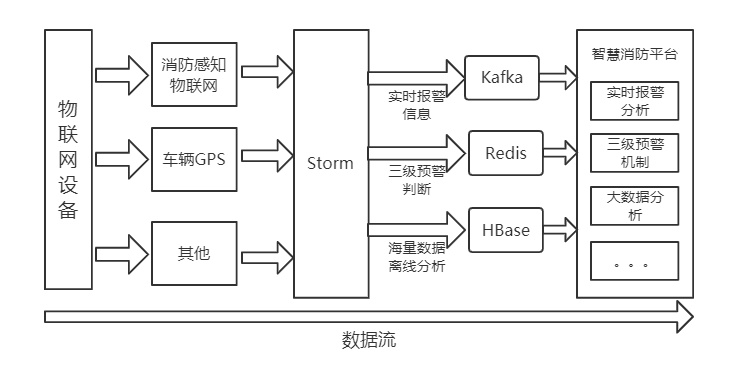 物
联
网
设
备
消防感知
物联网
车辆GPS
其他
Storm
实时报警
信息
三级预警
判断
海量数据
离线分析
Kafka
Redis
HBase
智慧消防平台
实时报警
分析
三级预警
机制
大数据分
析
。。。
数据流